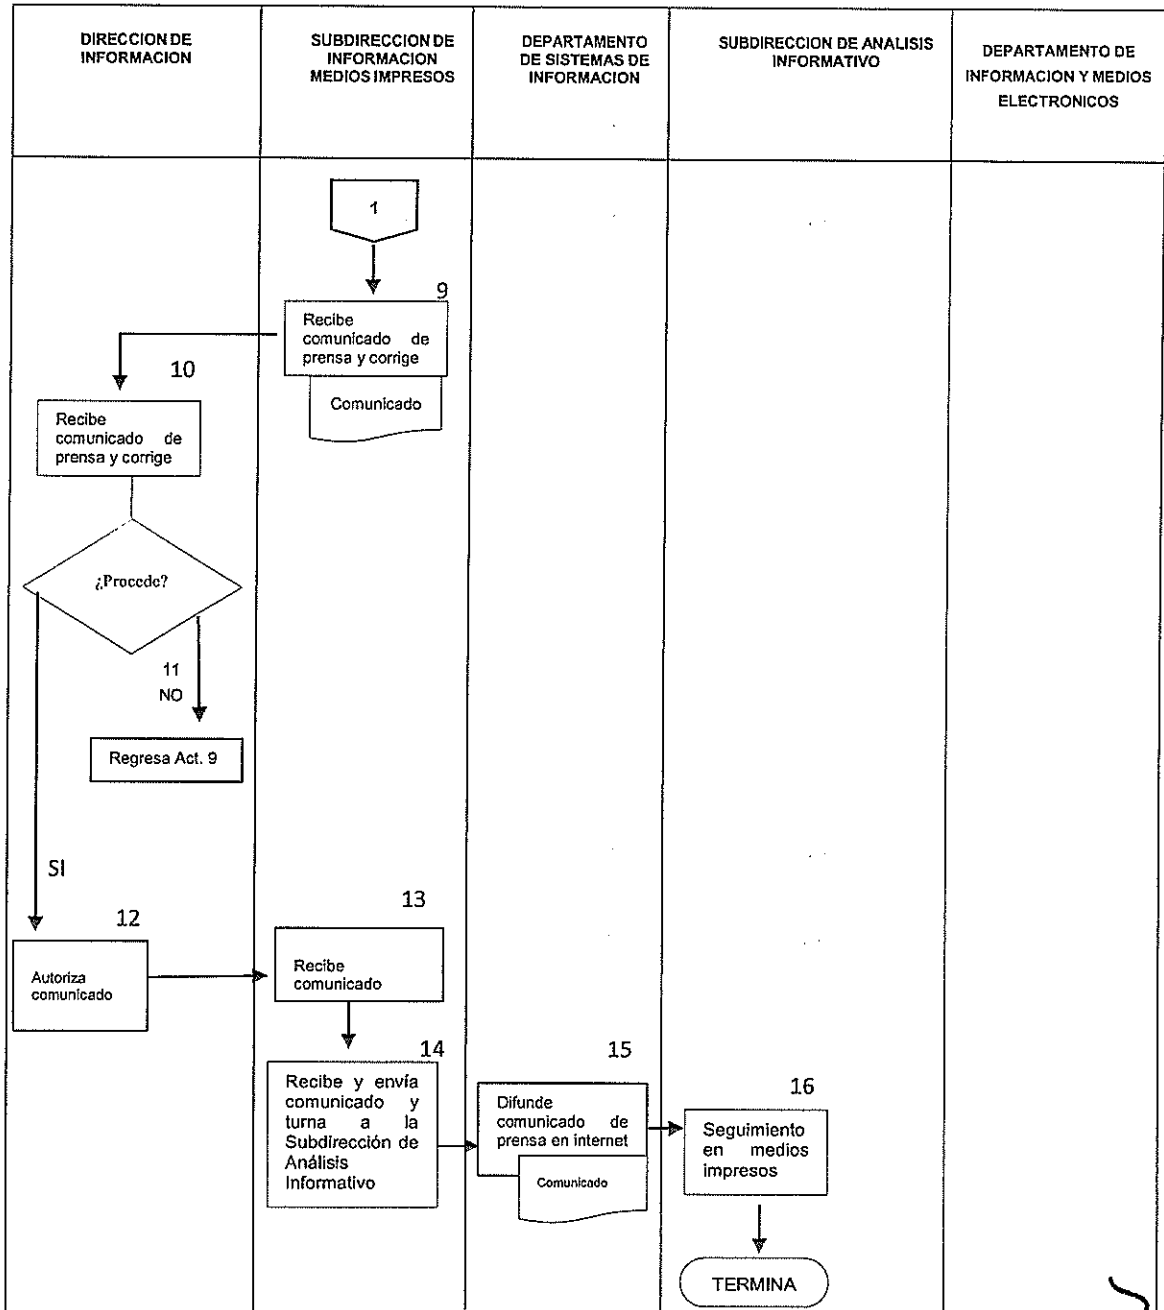 DIRECCION DE
INFORMACION
SUBDIRECCION DE
INFORMACION
MEDIOS IMPRESOS
DEPARTAMENTO
DE SISTEMAS DE
INFORMACION
SUBDIRECCION DE ANALISIS
INFORMATIVO
DEPARTAMENTO DE
INFORMACION Y MEDIOS
ELECTRONICOS
1
9
Recibe
comunicado de
prensa y corrige
Comunicado
10
Recibe
comunicado de
prensa y corrige
¿Procede?
11
NO
Regresa Act. 9
SI
12
Autoriza
comunicado
13
Recibe
comunicado
14
Recibe y envía
comunicado y
turna a la
Subdirección de
Análisis
Informativo
15
Difunde
comunicado de
prensa en internet
Comunicado
16
Seguimiento
en medios
impresos
TERMINA